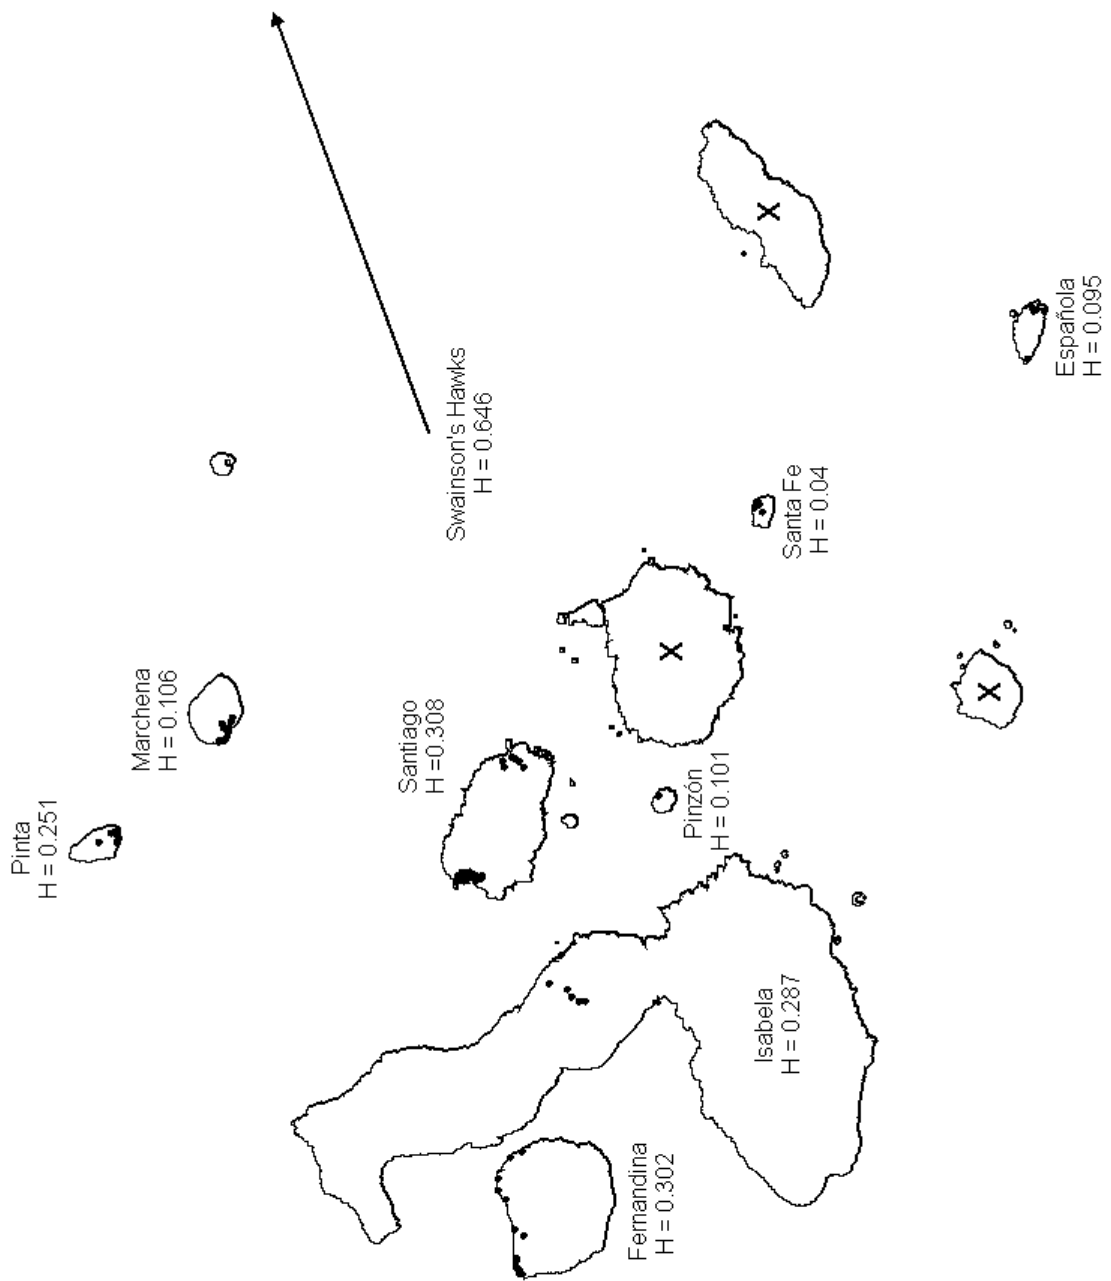 Pinta
H = 0.251
Marchena
H = 0.106
Santiago
H =0.308
Swainson's Hawks
H = 0.646
Fernandina
H = 0.302
Isabela
H = 0.287
Pinzón
H = 0.101
X
Santa Fe
H = 0.04
X
X
Española
H = 0.095